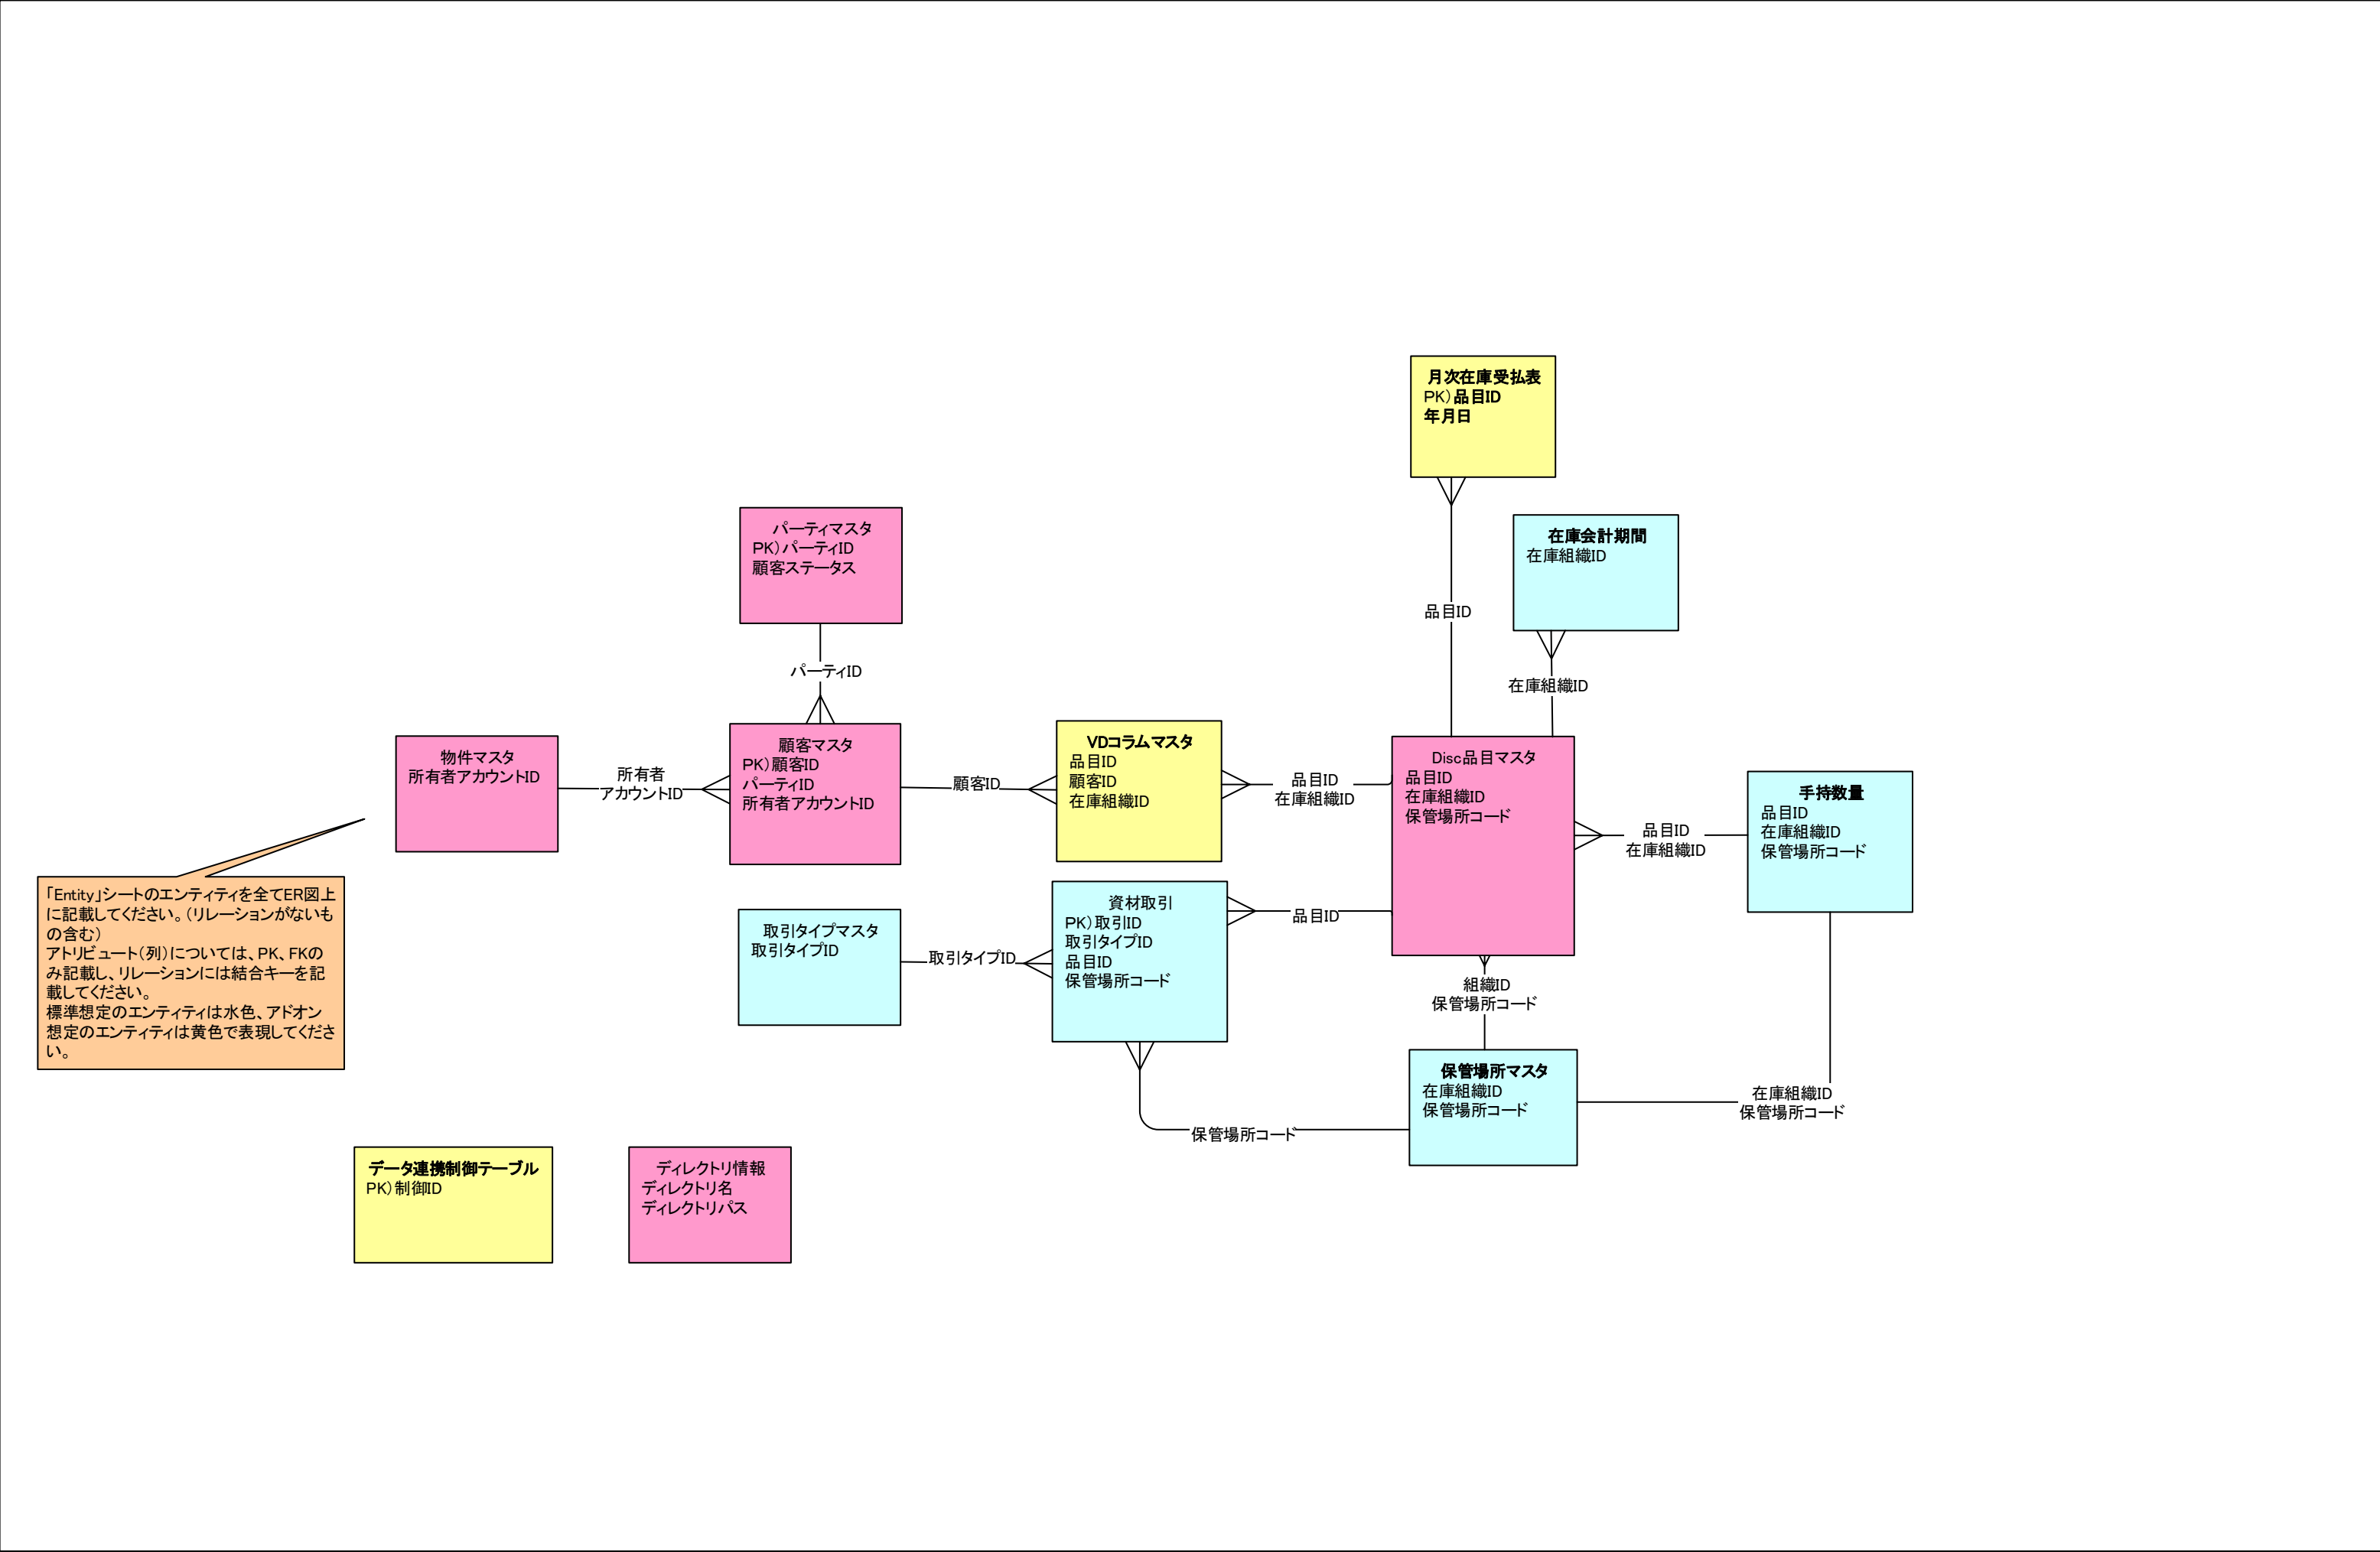 月次在庫受払表
PK）品目ID
年月日
パーティマスタ
PK）パーティID
顧客ステータス
在庫会計期間
在庫組織ID
品目ID
パーティID
在庫組織ID
物件マスタ
所有者アカウントID
所有者
アカウントID
顧客マスタ
PK）顧客ID
パーティID
所有者アカウントID
顧客ID
VDコラムマスタ
品目ID
顧客ID
在庫組織ID
品目ID
在庫組織ID
Disc品目マスタ
品目ID
在庫組織ID
保管場所コード
品目ID
在庫組織ID
手持数量
品目ID
在庫組織ID
保管場所コード
「Entity」シートのエンティティを全てER図上
に記載してください。（リレーションがないも
の含む）
アトリビュート（列）については、PK、FKの
み記載し、リレーションには結合キーを記
載してください。
標準想定のエンティティは水色、アドオン
想定のエンティティは黄色で表現してくださ
い。
取引タイプマスタ
取引タイプID
取引タイプID
資材取引
PK）取引ID
取引タイプID
品目ID
保管場所コード
品目ID
組織ID
保管場所コード
保管場所マスタ
在庫組織ID
保管場所コード
在庫組織ID
保管場所コード
保管場所コード
データ連携制御テーブル
PK）制御ID
ディレクトリ情報
ディレクトリ名
ディレクトリパス